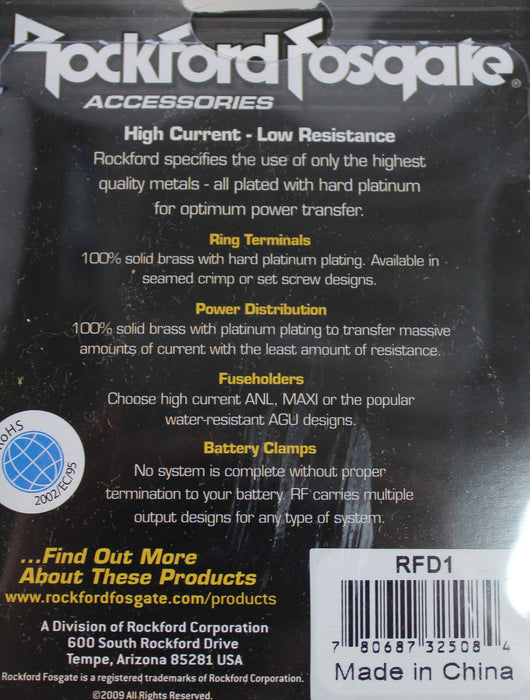 Rockford Fosgate®
ACCESSORIES
High Current - Low Resistance
Rockford specifies the use of only the highest
quality metals - all plated with hard platinum
for optimum power transfer.
Ring Terminals
100% solid brass with hard platinum plating. Available in
seamed crimp or set screw designs.
Power Distribution
100% solid brass with platinum plating to transfer massive
amounts of current with the least amount of resistance.
Fuseholders
Choose high current ANL, MAXI or the popular
water-resistant AGU designs.
RoHS
2002/EC/95
Battery Clamps
No system is complete without proper
termination to your battery. RF carries multiple
output designs for any type of system.
...Find Out More
About These Products
www.rockfordfosgate.com/products
A Division of Rockford Corporation
600 South Rockford Drive
Tempe, Arizona 85281 USA
Rockford Fosgate is a registered trademarks of Rockford Corporation.
©2009 All Rights Reserved.
RFD1
7 80687 32508 4
Made in China